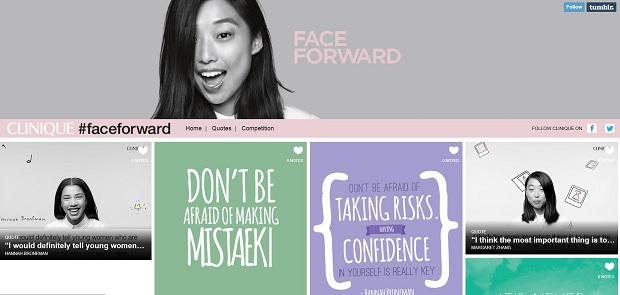 Follow tumblr.
FACE
FORWARD
CLINIQUE #faceforward
Home | Quotes | Competition
FOLLOW CLINIQUE ON
0 NOTES
Hannah Bronfman
QUOTE
“I would definitely tell young women…
HANNAH BRONFMAN
0 NOTES
DON'T BE
AFRAID OF MAKING
MISTAEKI
0 NOTES
DON'T BE AFRAID OF
TAKING RISKS.
HAVING
CONFIDENCE
IN YOURSELF IS REALLY KEY
- HANNAH BRONFMAN
CLINIQUE
0 NOTES
QUOTE
“I think the most important thing is to…
MARGARET ZHANG
0 NOTES